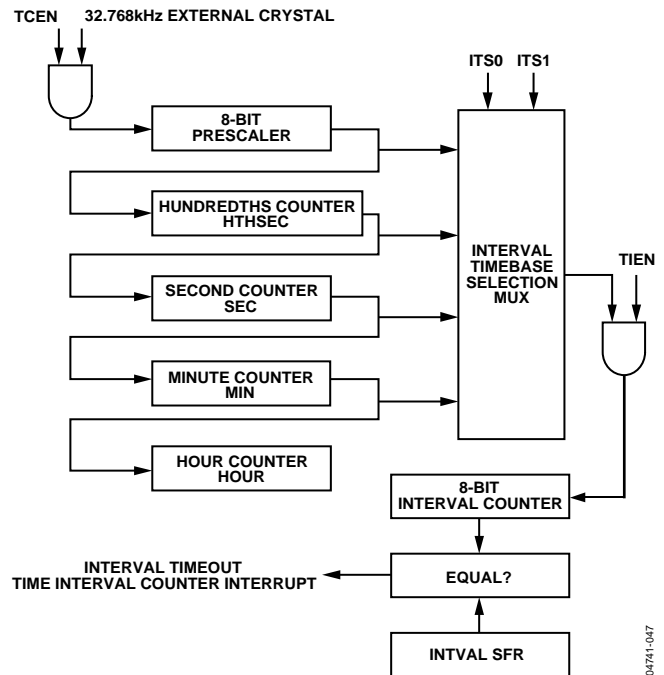 TCEN 32.768kHz EXTERNAL CRYSTAL
ITS0 ITS1
8-BIT
PRESCALER
HUNDREDTHS COUNTER
HTHSEC
INTERVAL
TIMEBASE
SELECTION
MUX
TIEN
SECOND COUNTER
SEC
MINUTE COUNTER
MIN
HOUR COUNTER
HOUR
8-BIT
INTERVAL COUNTER
INTERVAL TIMEOUT
TIME INTERVAL COUNTER INTERRUPT
EQUAL?
INTVAL SFR
04741-047